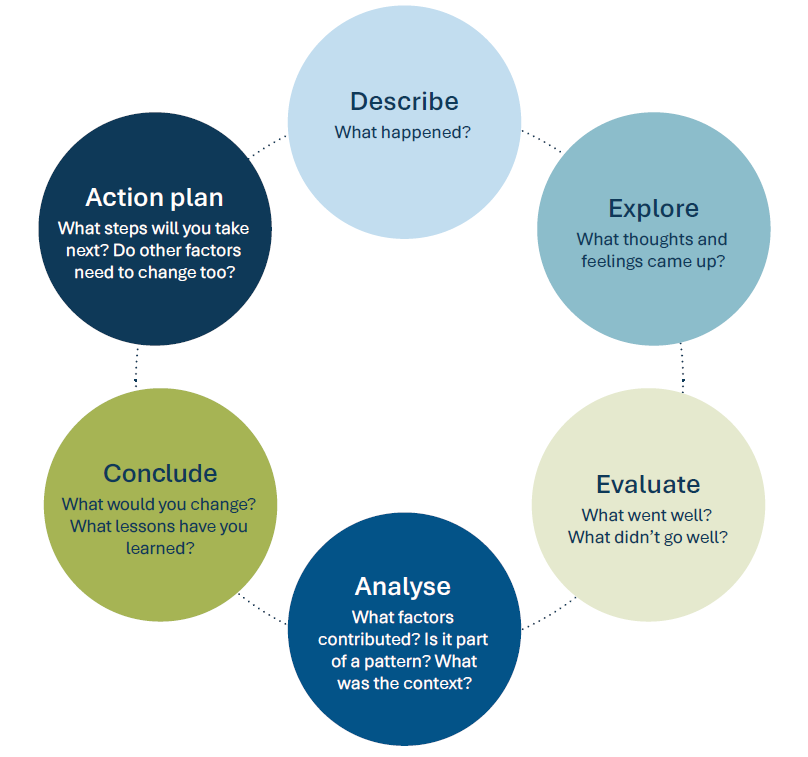 Describe
What happened?
Explore
What thoughts and
feelings came up?
Evaluate
What went well?
What didn’t go well?
Analyse
What factors
contributed? Is it part
of a pattern? What
was the context?
Conclude
What would you change?
What lessons have you
learned?
Action plan
What steps will you take
next? Do other factors
need to change too?